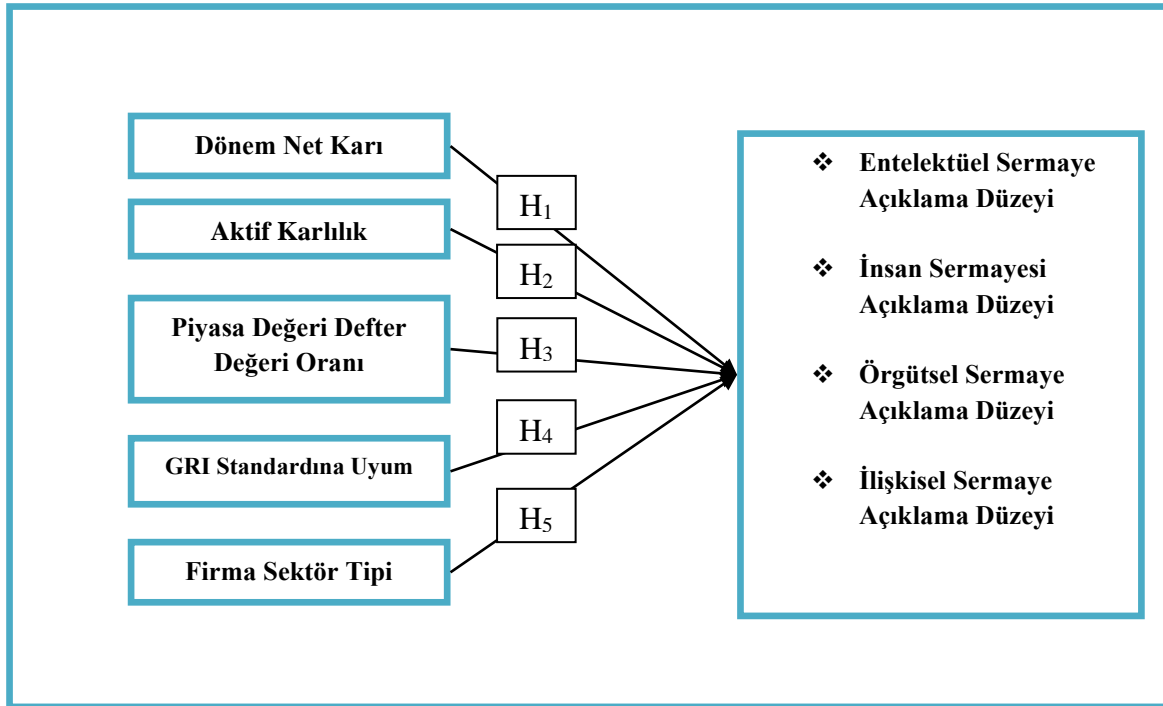 Dönem Net Karı
Aktif Karlılık
Piyasa Değeri Defter
Değeri Oranı
GRI Standardına Uyum
Firma Sektör Tipi
H1
H2
H3
H4
H5
❖ Entelektüel Sermaye
Açıklama Düzeyi
❖ İnsan Sermayesi
Açıklama Düzeyi
❖ Örgütsel Sermaye
Açıklama Düzeyi
❖ İlişkisel Sermaye
Açıklama Düzeyi